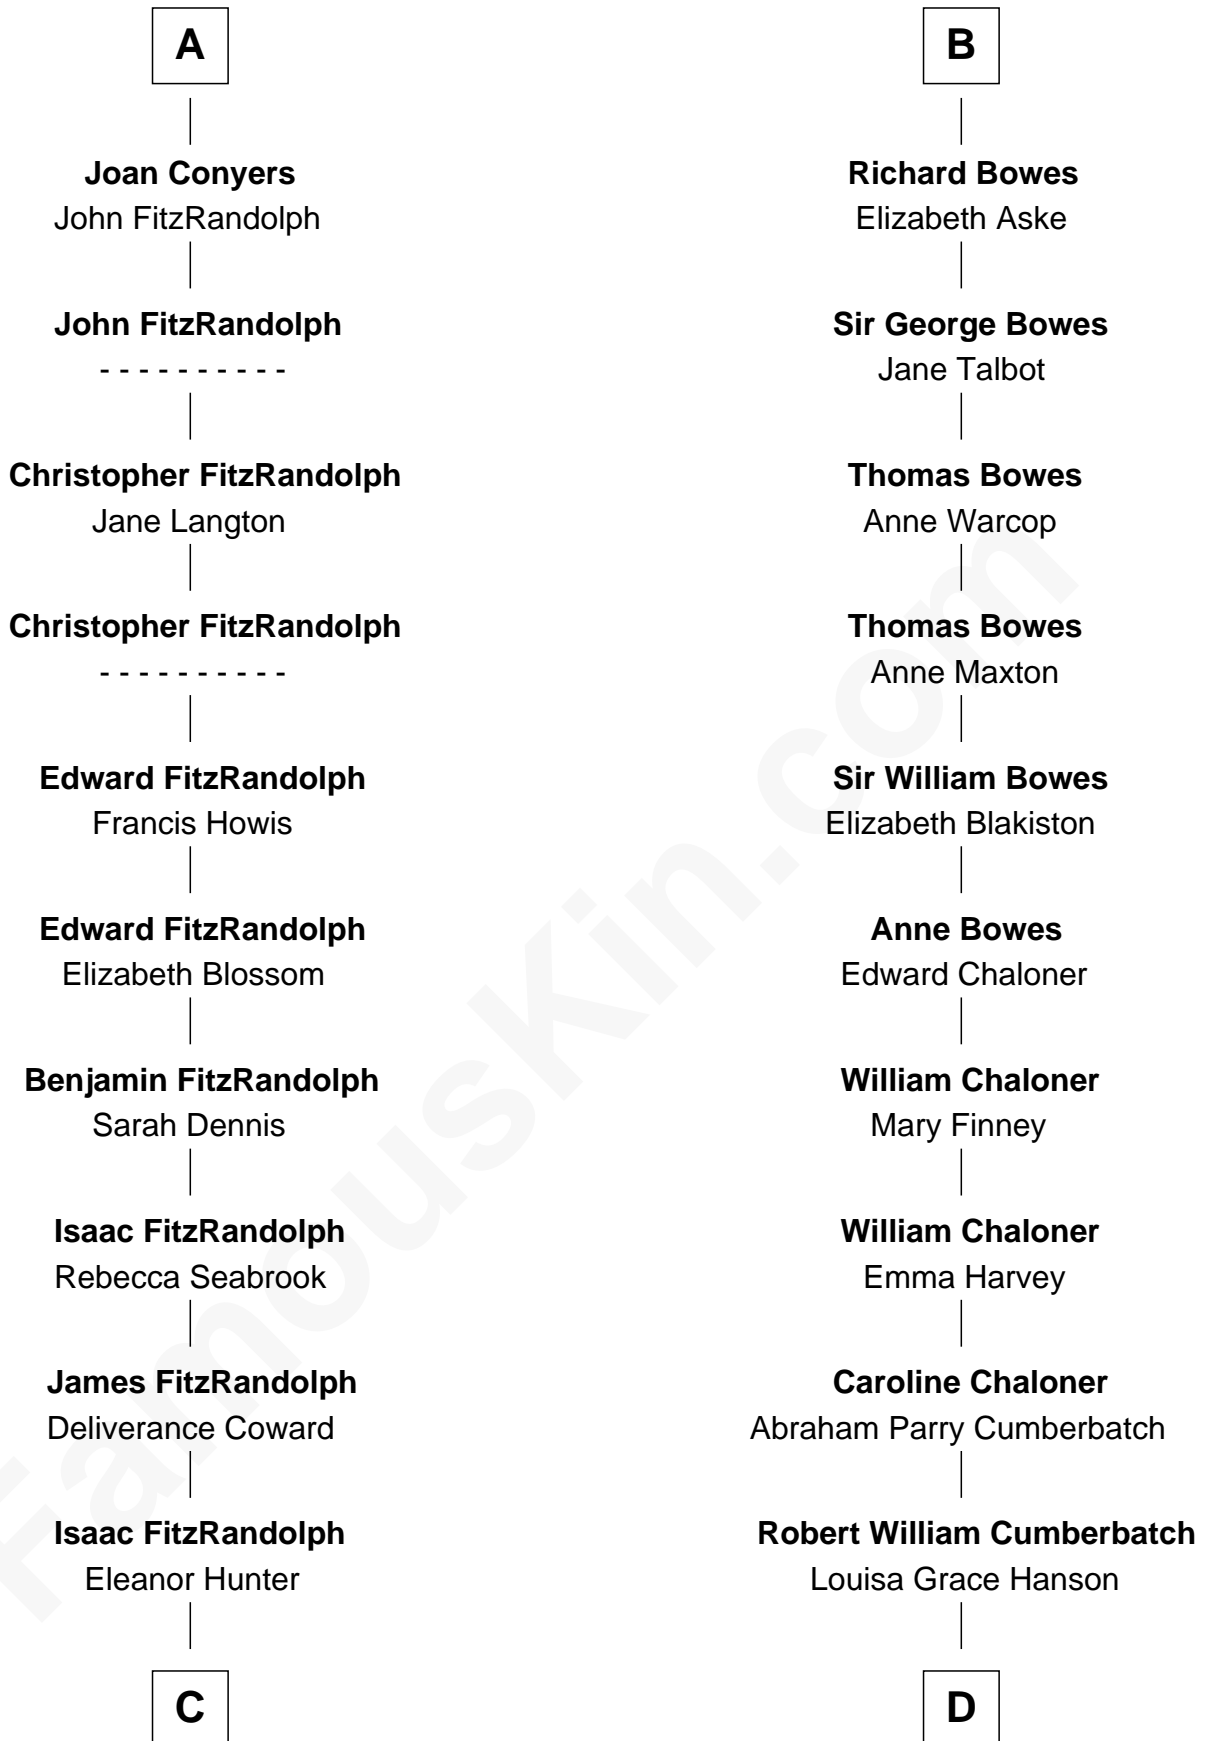 A
Joan Conyers
John FitzRandolph
John FitzRandolph
- - - - - - - - - -
Christopher FitzRandolph
Jane Langton
Christopher FitzRandolph
- - - - - - - - - -
Edward FitzRandolph
Francis Howis
Edward FitzRandolph
Elizabeth Blossom
Benjamin FitzRandolph
Sarah Dennis
Isaac FitzRandolph
Rebecca Seabrook
James FitzRandolph
Deliverance Coward
Isaac FitzRandolph
Eleanor Hunter
C
B
Richard Bowes
Elizabeth Aske
Sir George Bowes
Jane Talbot
Thomas Bowes
Anne Warcop
Thomas Bowes
Anne Maxton
Sir William Bowes
Elizabeth Blakiston
Anne Bowes
Edward Chaloner
William Chaloner
Mary Finney
William Chaloner
Emma Harvey
Caroline Chaloner
Abraham Parry Cumberbatch
Robert William Cumberbatch
Louisa Grace Hanson
D
FamousKin.com